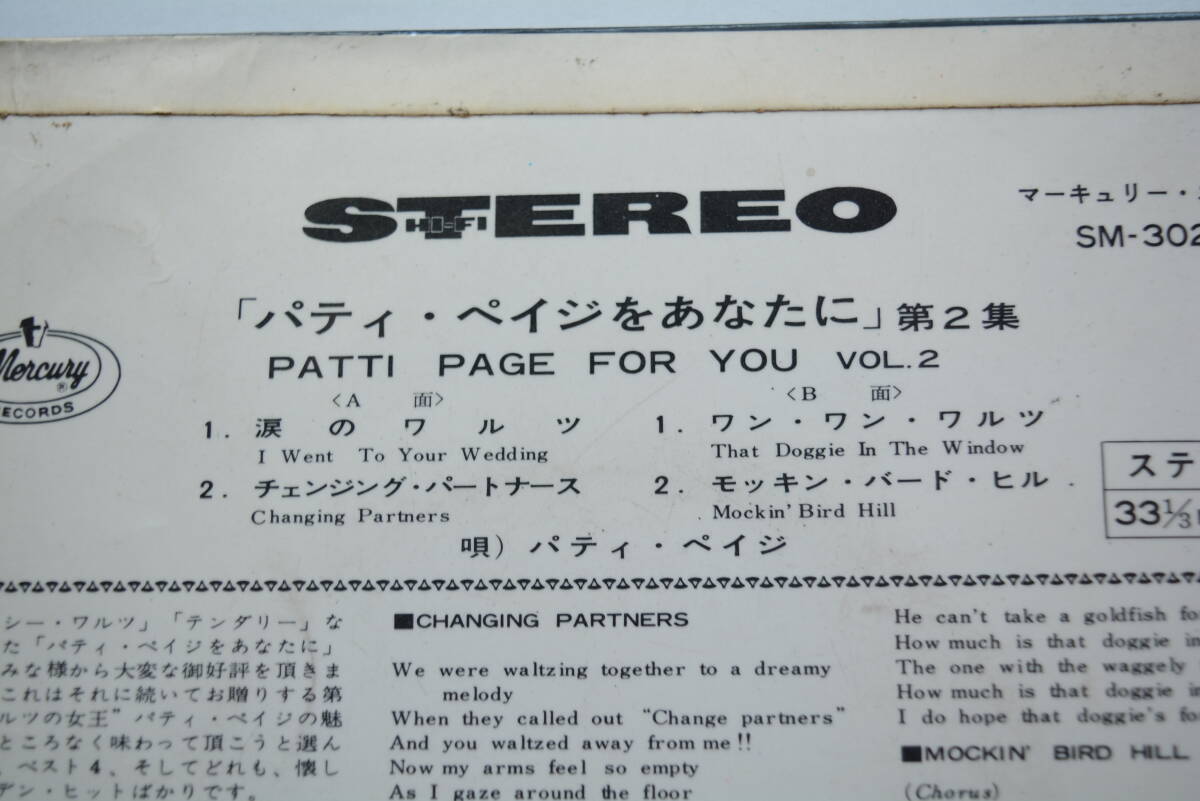 STEREO
HI-FI
マーキュリー・
SM-302
「パティ・ペイジをあなたに」第2集
PATTI PAGE FOR YOU VOL.2
Mercury
®
RECORDS
〈A 面〉
1. 涙のワルツ
I Went To Your Wedding
2. チェンジング・パートナース
Changing Partners
〈B 面〉
1. ワン・ワン・ワルツ
That Doggie In The Window
2. モッキン・バード・ヒル
Mockin' Bird Hill
唄) パティ・ペイジ
ステ
33⅓
シー・ワルツ」「テンダリー」な
た「パティ・ペイジをあなたに」
みな様から大変な御好評を頂きま
これはそれに続いてお贈りする第
ルツの女王”パティ・ペイジの魅
ところなく味わって頂こうと選ん
、ベスト4、そしてどれも、懐し
デン・ヒットばかりです。
■CHANGING PARTNERS
We were waltzing together to a dreamy
melody
When they called out “Change partners”
And you waltzed away from me!!
Now my arms feel so empty
As I gaze around the floor
He can't take a goldfish fo
How much is that doggie in
The one with the waggely
How much is that doggie i
I do hope that doggie's fo
■MOCKIN' BIRD HILL
(Chorus)